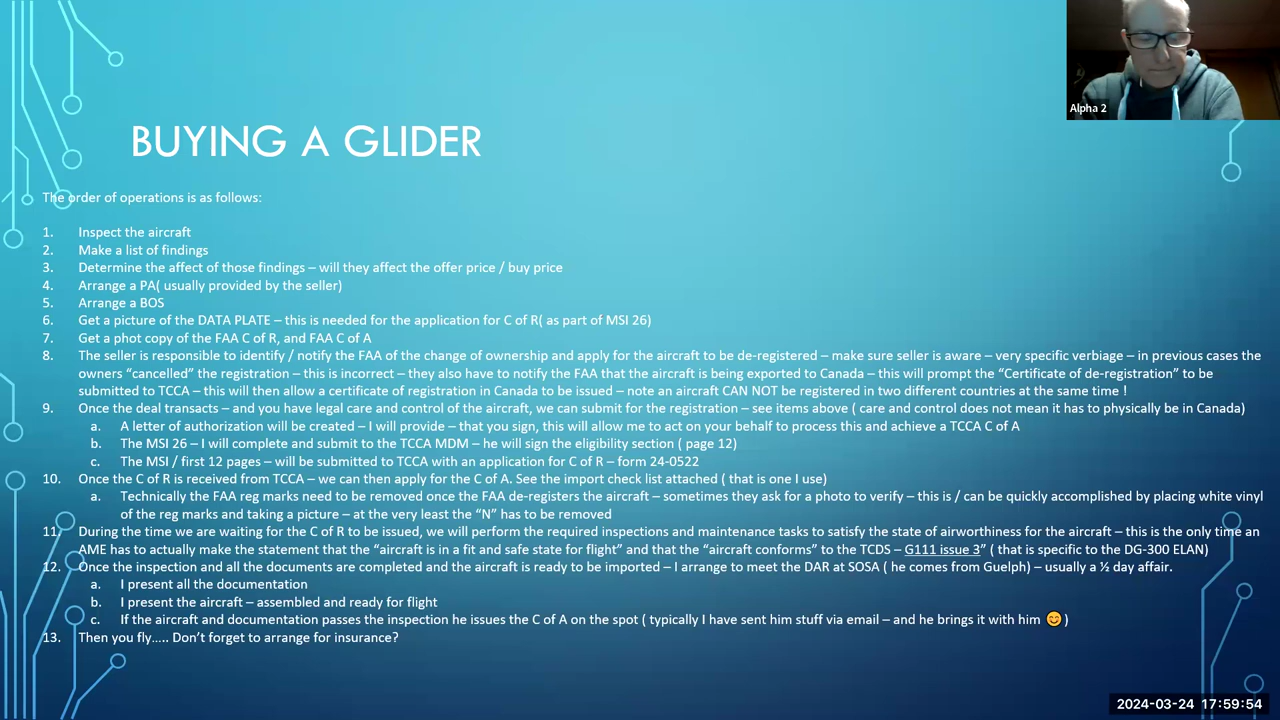 Alpha 2
BUYING A GLIDER
The order of operations is as follows:
1. Inspect the aircraft
2. Make a list of findings
3. Determine the affect of those findings – will they affect the offer price / buy price
4. Arrange a PA( usually provided by the seller)
5. Arrange a BOS
6. Get a picture of the DATA PLATE – this is needed for the application for C of R( as part of MSI 26)
7. Get a phot copy of the FAA C of R, and FAA C of A
8. The seller is responsible to identify / notify the FAA of the change of ownership and apply for the aircraft to be de-registered – make sure seller is aware – very specific verbiage – in previous cases the
owners “cancelled” the registration – this is incorrect – they also have to notify the FAA that the aircraft is being exported to Canada – this will prompt the “Certificate of de-registration” to be
submitted to TCCA – this will then allow a certificate of registration in Canada to be issued – note an aircraft CAN NOT be registered in two different countries at the same time !
9. Once the deal transacts – and you have legal care and control of the aircraft, we can submit for the registration – see items above ( care and control does not mean it has to physically be in Canada)
a. A letter of authorization will be created – I will provide – that you sign, this will allow me to act on your behalf to process this and achieve a TCCA C of A
b. The MSI 26 – I will complete and submit to the TCCA MDM – he will sign the eligibility section ( page 12)
c. The MSI / first 12 pages – will be submitted to TCCA with an application for C of R – form 24-0522
10. Once the C of R is received from TCCA – we can then apply for the C of A. See the import check list attached ( that is one I use)
a. Technically the FAA reg marks need to be removed once the FAA de-registers the aircraft – sometimes they ask for a photo to verify – this is / can be quickly accomplished by placing white vinyl
of the reg marks and taking a picture – at the very least the “N” has to be removed
11. During the time we are waiting for the C of R to be issued, we will perform the required inspections and maintenance tasks to satisfy the state of airworthiness for the aircraft – this is the only time an
AME has to actually make the statement that the “aircraft is in a fit and safe state for flight” and that the “aircraft conforms” to the TCDS – G111 issue 3” ( that is specific to the DG-300 ELAN)
12. Once the inspection and all the documents are completed and the aircraft is ready to be imported – I arrange to meet the DAR at SOSA ( he comes from Guelph) – usually a ½ day affair.
a. I present all the documentation
b. I present the aircraft – assembled and ready for flight
c. If the aircraft and documentation passes the inspection he issues the C of A on the spot ( typically I have sent him stuff via email – and he brings it with him 😊)
13. Then you fly….. Don’t forget to arrange for insurance?
2024-03-24 17:59:54